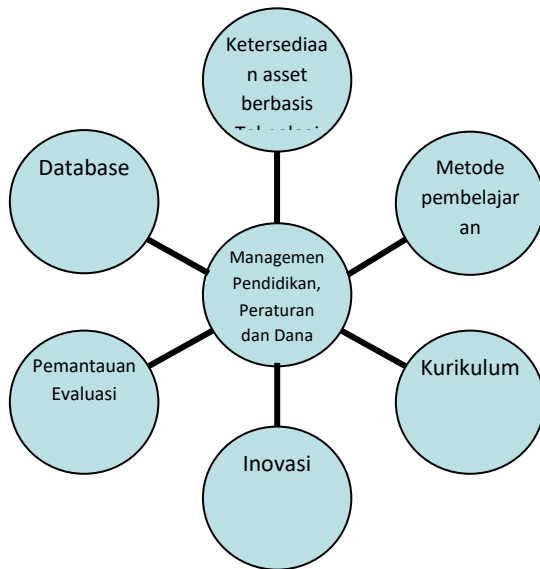 Ketersediaa
n asset
berbasis
Metode
pembelajar
an
Kurikulum
Inovasi
Pemantauan
Evaluasi
Database
Managemen
Pendidikan,
Peraturan
dan Dana